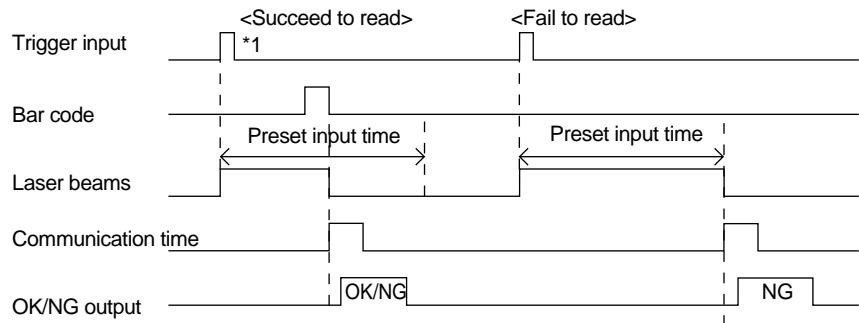 <Succeed to read> <Fail to read>
Trigger input *1
Bar code
Preset input time Preset input time
Laser beams
Communication time
OK/NG output OK/NG NG